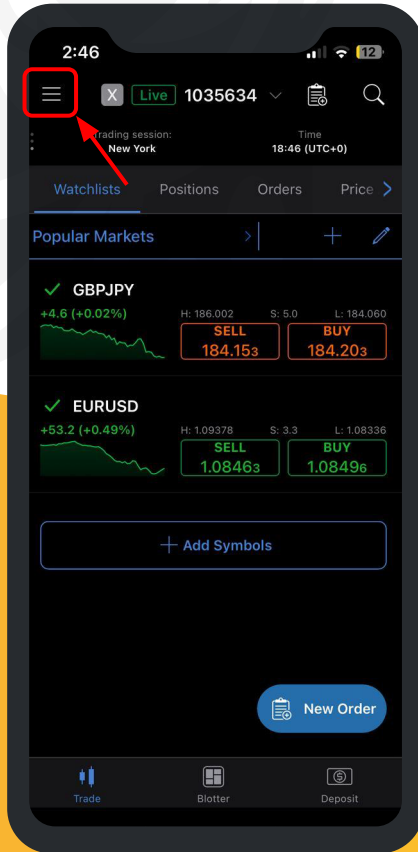 2:46
12
X Live 1035634
Trading session:
New York
Time
18:46 (UTC+0)
Watchlists Positions Orders Price
Popular Markets
GBPJPY
+4.6 (+0.02%)
H: 186.002 S: 5.0 L: 184.060
SELL
184.153
BUY
184.203
EURUSD
+53.2 (+0.49%)
H: 1.09378 S: 3.3 L: 1.08336
SELL
1.08463
BUY
1.08496
+ Add Symbols
New Order
Trade Blotter Deposit